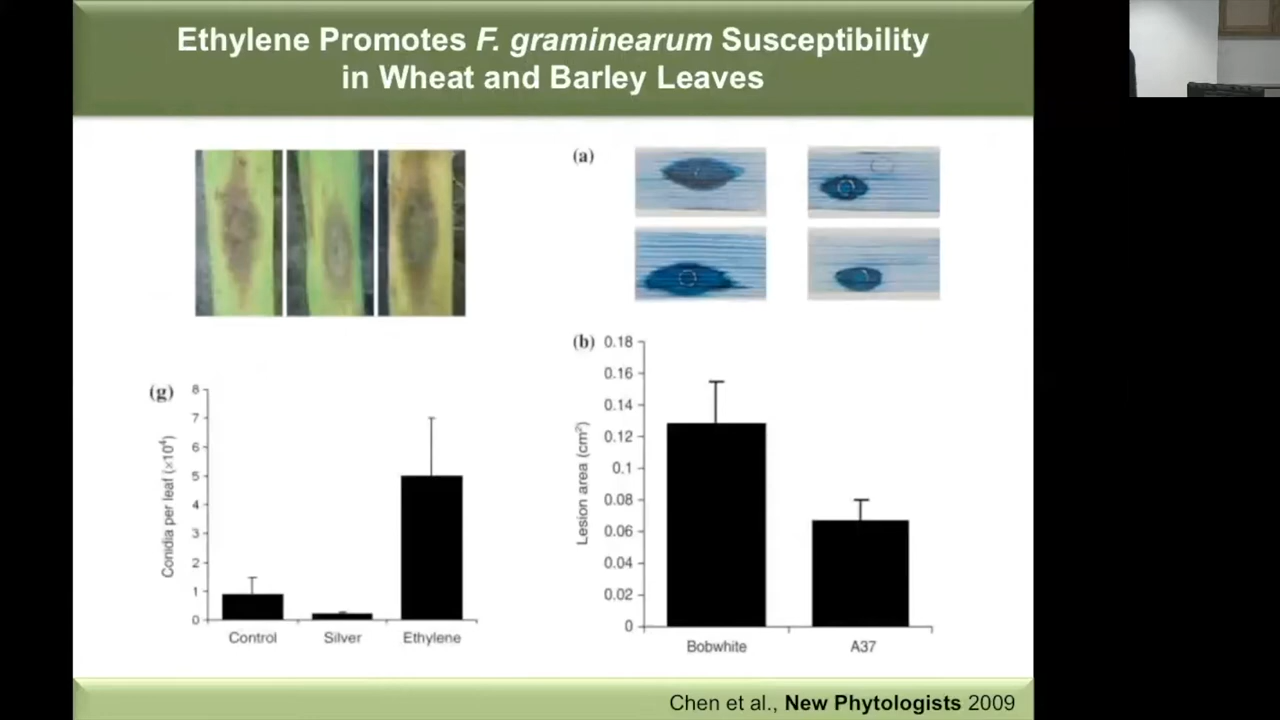 Ethylene Promotes F. graminearum Susceptibility
in Wheat and Barley Leaves
(a)
(g)
8
7
6
5
4
3
2
1
0
Conidia per leaf (×10⁴)
Control
Silver
Ethylene
(b)
0.18
0.16
0.14
0.12
0.1
0.08
0.06
0.04
0.02
0
Lesion area (cm²)
Bobwhite
A37
Chen et al., New Phytologists 2009